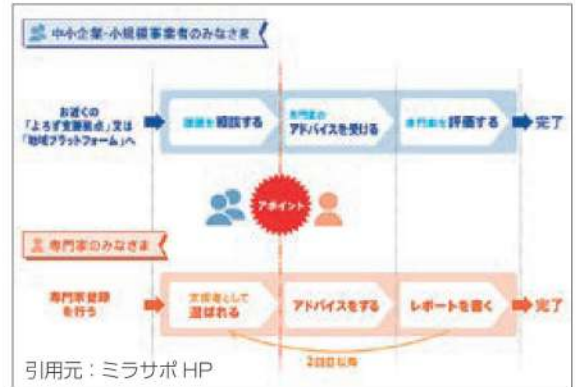 中小企業・小規模事業者のみなさま
お近くの
「よろず支援拠点」又は
「地域プラットフォーム」へ
課題を相談する
専門家の
アドバイスを受ける
専門家を評価する
完了
アポイント
専門家のみなさま
専門家登録
を行う
支援者として
選ばれる
アドバイスをする
レポートを書く
完了
2回目以降
引用元：ミラサポ HP